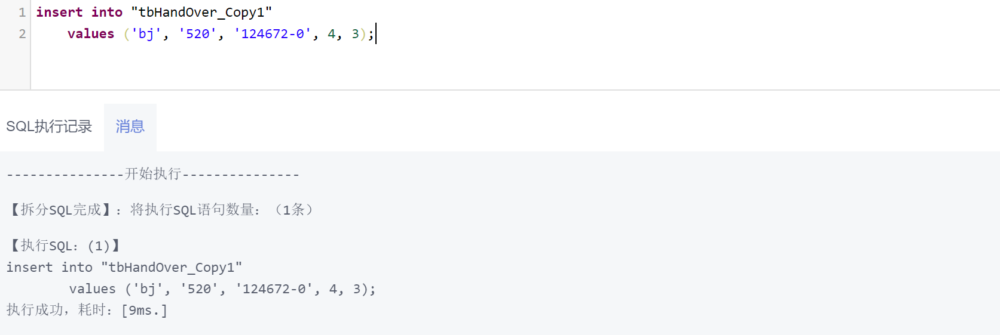 1 insert into "tbHandOver_Copy1"
2 values ('bj', '520', '124672-0', 4, 3);
SQL执行记录 消息
---------------开始执行---------------
【拆分SQL完成】：将执行SQL语句数量：（1条）
【执行SQL：(1)】
insert into "tbHandOver_Copy1"
values ('bj', '520', '124672-0', 4, 3);
执行成功，耗时：[9ms.]